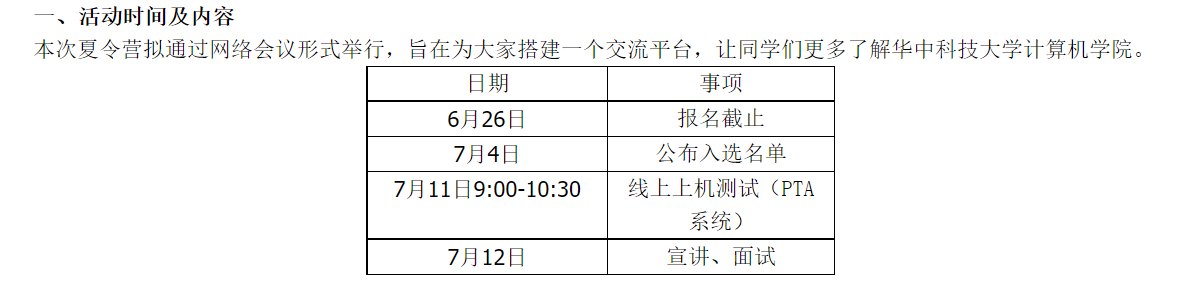 一、活动时间及内容
本次夏令营拟通过网络会议形式举行，旨在为大家搭建一个交流平台，让同学们更多了解华中科技大学计算机学院。
日期 事项
6月26日 报名截止
7月4日 公布入选名单
7月11日9:00-10:30 线上上机测试（PTA
系统）
7月12日 宣讲、面试